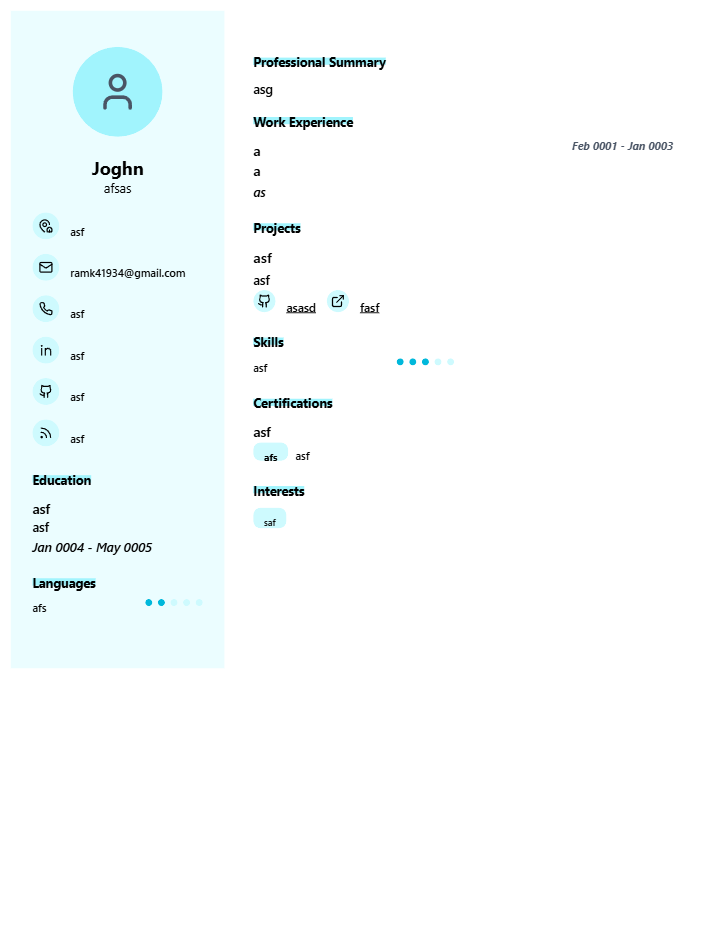 Joghn
afsas
asf
ramk41934@gmail.com
asf
asf
asf
asf
Education
asf
asf
Jan 0004 - May 0005
Languages
afs
Professional Summary
asg
Work Experience
a
Feb 0001 - Jan 0003
a
as
Projects
asf
asf
asasd fasf
Skills
asf
Certifications
asf
afs asf
Interests
saf